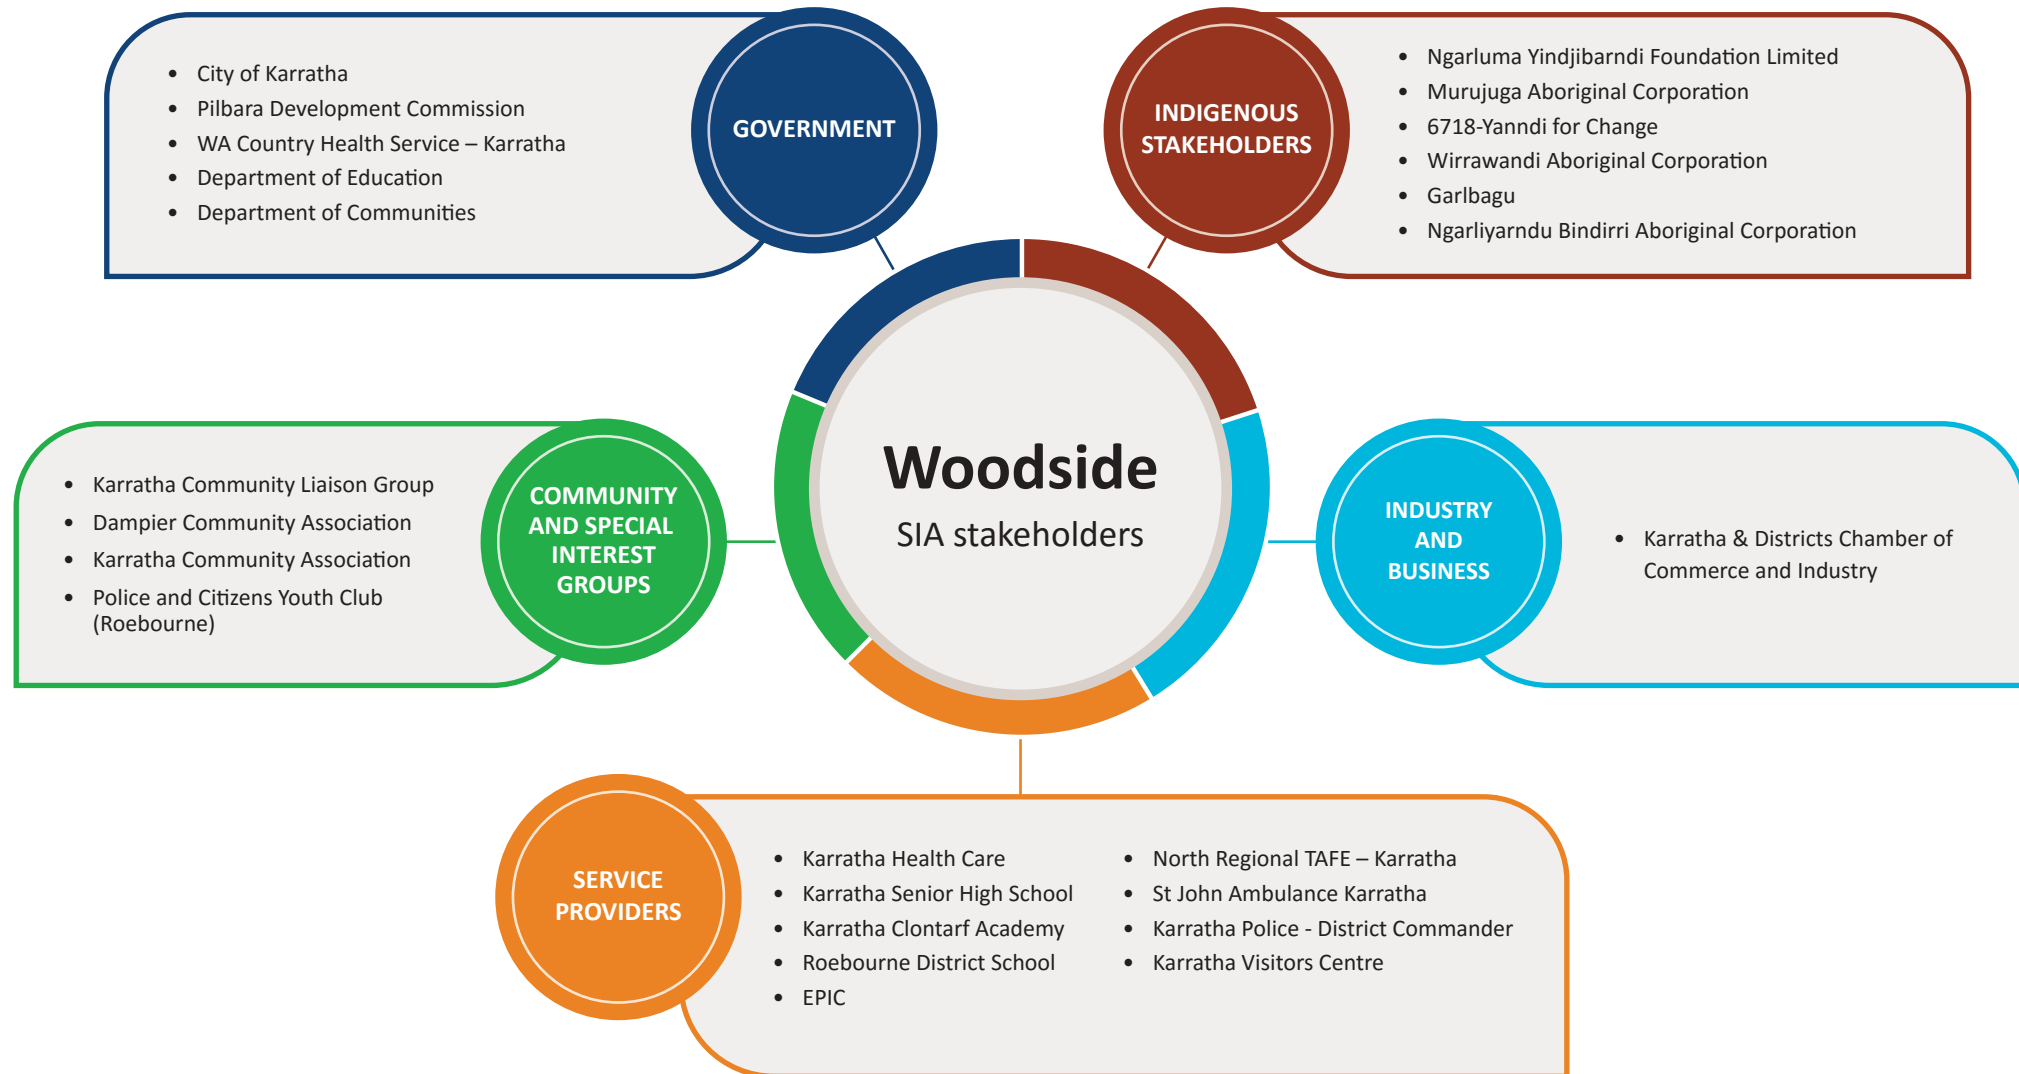 GOVERNMENT
• City of Karratha
• Pilbara Development Commission
• WA Country Health Service – Karratha
• Department of Education
• Department of Communities
INDIGENOUS
STAKEHOLDERS
• Ngarluma Yindjibarndi Foundation Limited
• Murujuga Aboriginal Corporation
• 6718-Yanndi for Change
• Wirrawandi Aboriginal Corporation
• Garlbagu
• Ngarliyarndu Bindirri Aboriginal Corporation
COMMUNITY
AND SPECIAL
INTEREST
GROUPS
• Karratha Community Liaison Group
• Dampier Community Association
• Karratha Community Association
• Police and Citizens Youth Club
(Roebourne)
Woodside
SIA stakeholders
INDUSTRY
AND
BUSINESS
• Karratha & Districts Chamber of
Commerce and Industry
SERVICE
PROVIDERS
• Karratha Health Care
• Karratha Senior High School
• Karratha Clontarf Academy
• Roebourne District School
• EPIC
• North Regional TAFE – Karratha
• St John Ambulance Karratha
• Karratha Police - District Commander
• Karratha Visitors Centre